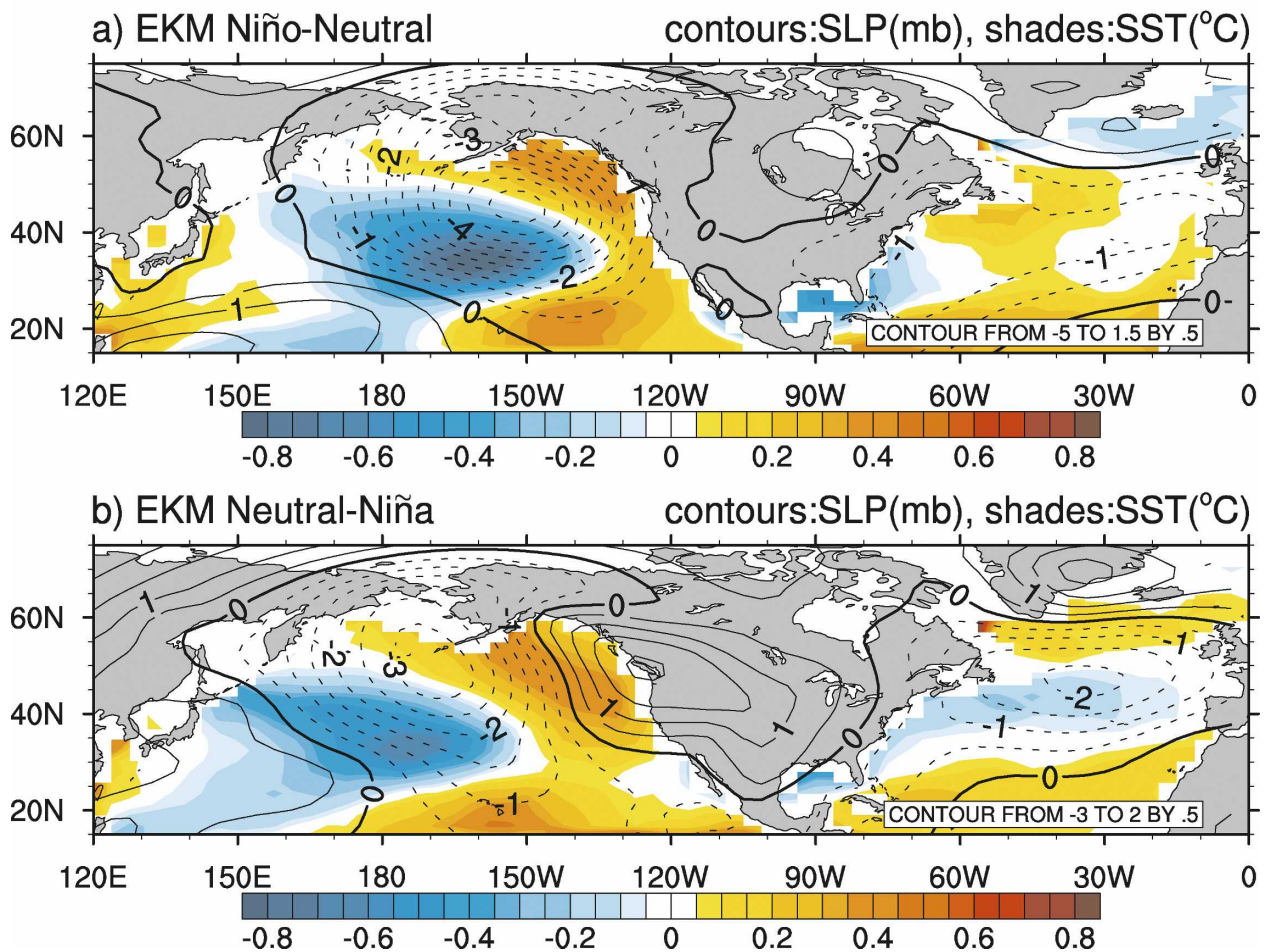 a) EKM Niño-Neutral contours:SLP(mb), shades:SST(°C)
60N
40N
20N
0
0
0
0
0
0
0
0-
-2
-3
-1
-4
-2
-1
-1
1
CONTOUR FROM -5 TO 1.5 BY .5
120E 150E 180 150W 120W 90W 60W 30W 0
-0.8 -0.6 -0.4 -0.2 0 0.2 0.4 0.6 0.8
b) EKM Neutral-Niña contours:SLP(mb), shades:SST(°C)
60N
40N
20N
1
0
0
0
1
-1
-2
-3
-1
1
-2
-2
1
0
-1
0
-1
0
CONTOUR FROM -3 TO 2 BY .5
120E 150E 180 150W 120W 90W 60W 30W 0
-0.8 -0.6 -0.4 -0.2 0 0.2 0.4 0.6 0.8